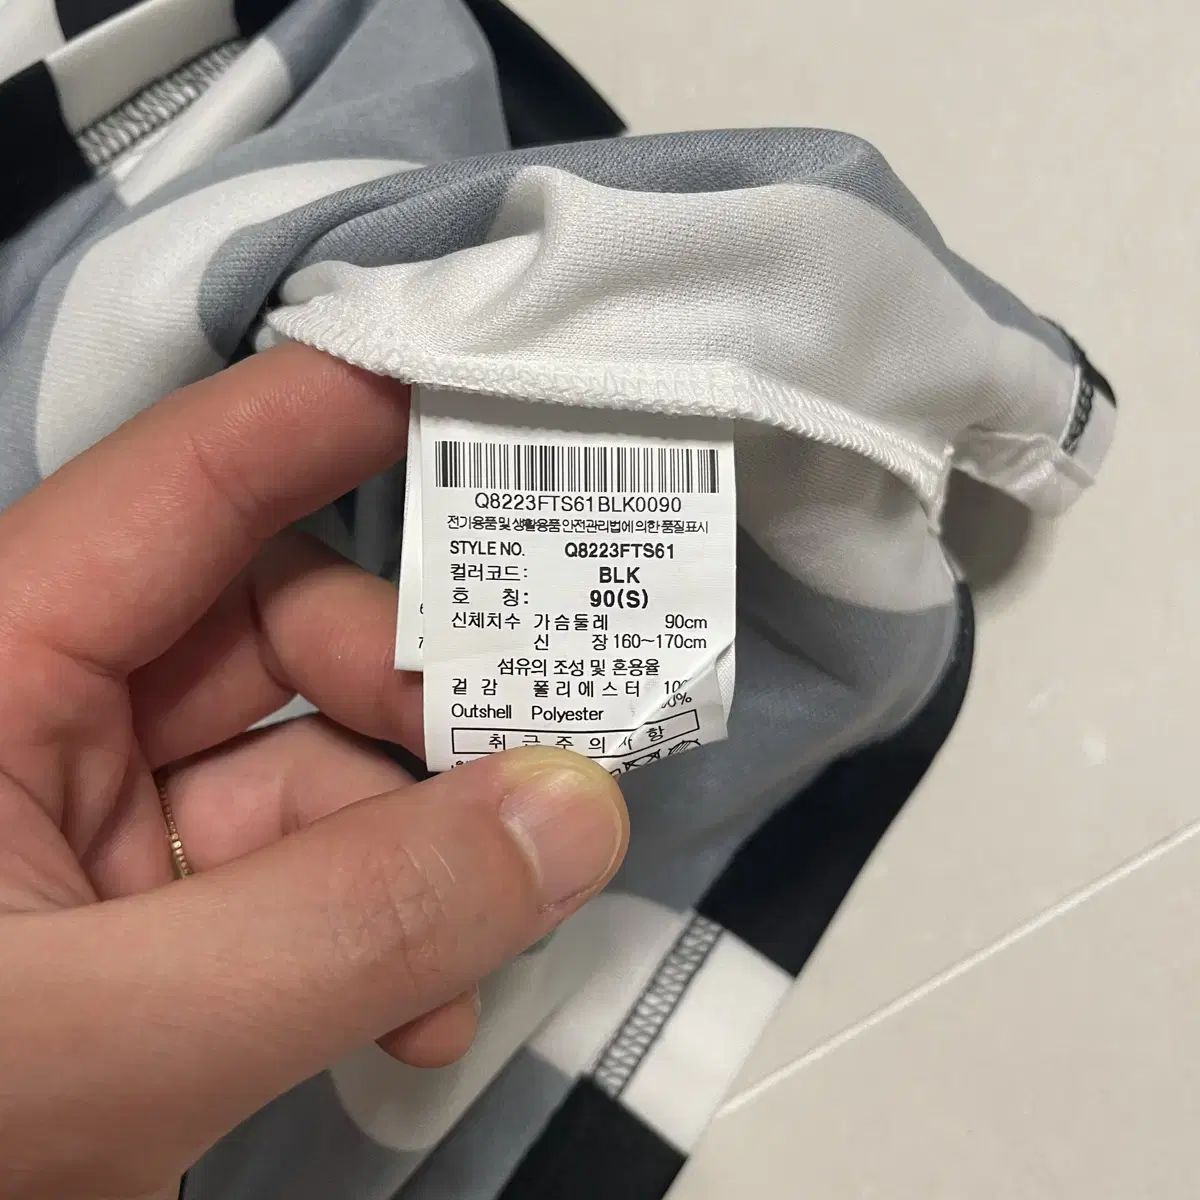 Q8223FTS61BLK0090
전기용품 및 생활용품 안전관리법에 의한 품질표시
STYLE NO. Q8223FTS61
컬러코드: BLK
호 칭: 90(S)
신체치수 가슴둘레 90cm
신 장 160~170cm
섬유의 조성 및 혼용율
겉감 폴리에스터
Outshell Polyester
취급주의사항